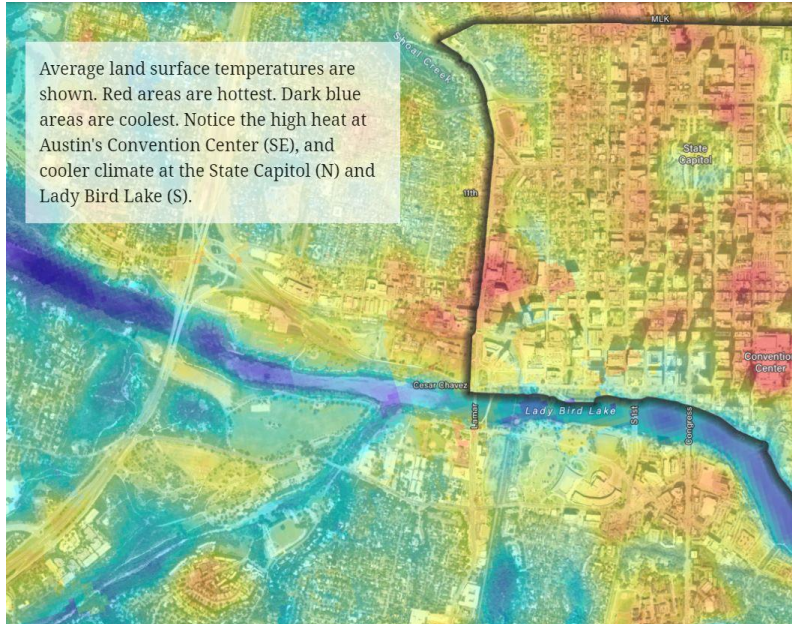 MLK
Shoal Creek
Average land surface temperatures are
shown. Red areas are hottest. Dark blue
areas are coolest. Notice the high heat at
Austin's Convention Center (SE), and
cooler climate at the State Capitol (N) and
Lady Bird Lake (S).
State
Capitol
11th
Conventio
Center
Cesar Chavez
Lamar
Lady Bird Lake
S 1st
Congress